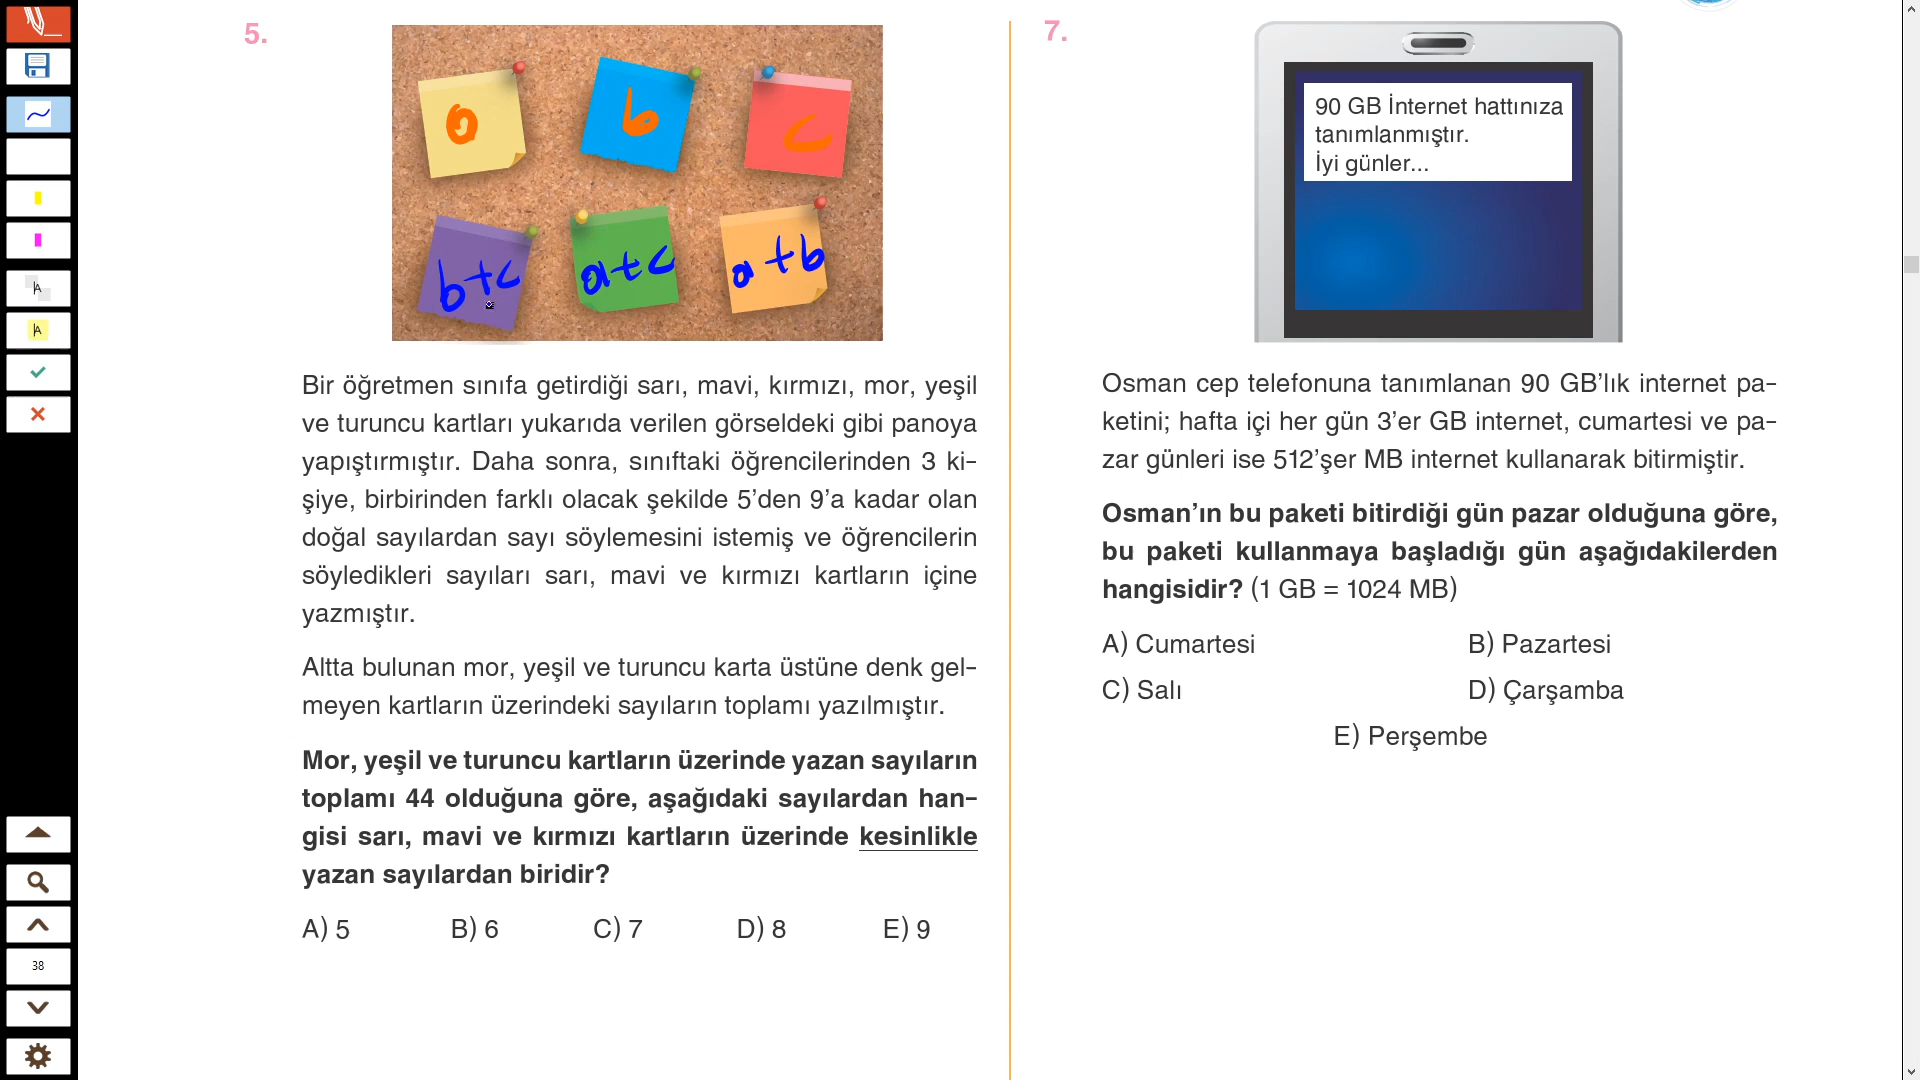 5.
a
b
c
b+c
a+c
a+b
Bir öğretmen sınıfa getirdiği sarı, mavi, kırmızı, mor, yeşil
ve turuncu kartları yukarıda verilen görseldeki gibi panoya
yapıştırmıştır. Daha sonra, sınıftaki öğrencilerinden 3 ki-
şiye, birbirinden farklı olacak şekilde 5'den 9'a kadar olan
doğal sayılardan sayı söylemesini istemiş ve öğrencilerin
söyledikleri sayıları sarı, mavi ve kırmızı kartların içine
yazmıştır.
Altta bulunan mor, yeşil ve turuncu karta üstüne denk gel-
meyen kartların üzerindeki sayıların toplamı yazılmıştır.
Mor, yeşil ve turuncu kartların üzerinde yazan sayıların
toplamı 44 olduğuna göre, aşağıdaki sayılardan han-
gisi sarı, mavi ve kırmızı kartların üzerinde kesinlikle
yazan sayılardan biridir?
A) 5 B) 6 C) 7 D) 8 E) 9
7.
90 GB İnternet hattınıza
tanımlanmıştır.
İyi günler...
Osman cep telefonuna tanımlanan 90 GB'lık internet pa-
ketini; hafta içi her gün 3'er GB internet, cumartesi ve pa-
zar günleri ise 512'şer MB internet kullanarak bitirmiştir.
Osman'ın bu paketi bitirdiği gün pazar olduğuna göre,
bu paketi kullanmaya başladığı gün aşağıdakilerden
hangisidir? (1 GB = 1024 MB)
A) Cumartesi B) Pazartesi
C) Salı D) Çarşamba
E) Perşembe
A
A
38